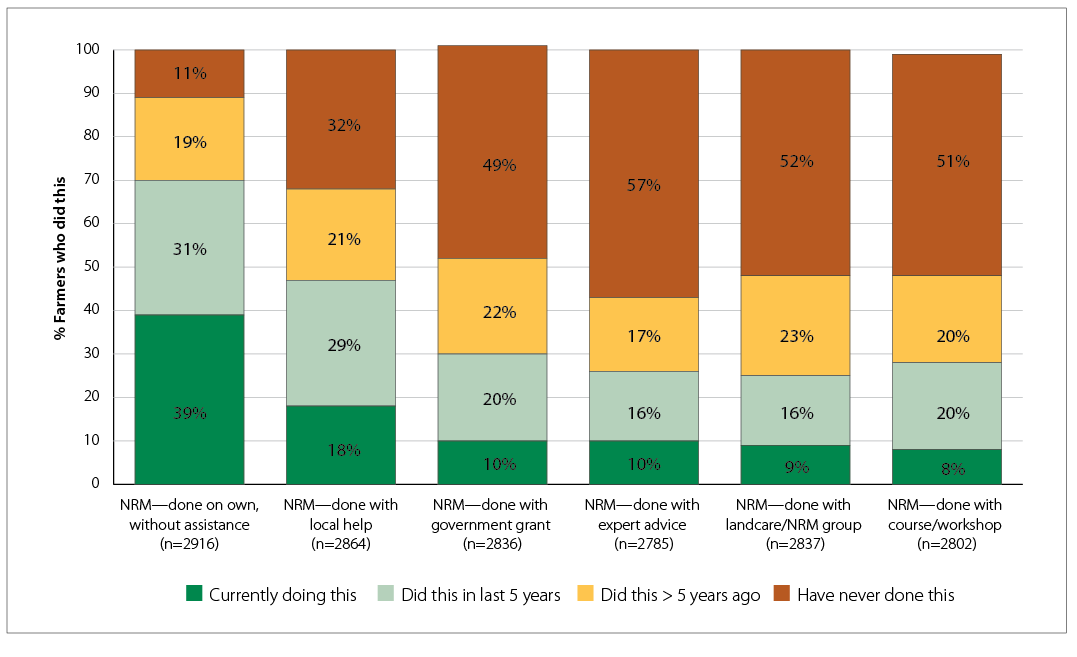 % Farmers who did this
100
90
80
70
60
50
40
30
20
10
0
11%
19%
31%
39%
32%
21%
29%
18%
49%
22%
20%
10%
57%
17%
16%
10%
52%
23%
16%
9%
51%
20%
20%
8%
NRM—done on own,
without assistance
(n=2916)
NRM—done with
local help
(n=2864)
NRM—done with
government grant
(n=2836)
NRM—done with
expert advice
(n=2785)
NRM—done with
landcare/NRM group
(n=2837)
NRM—done with
course/workshop
(n=2802)
Currently doing this
Did this in last 5 years
Did this > 5 years ago
Have never done this